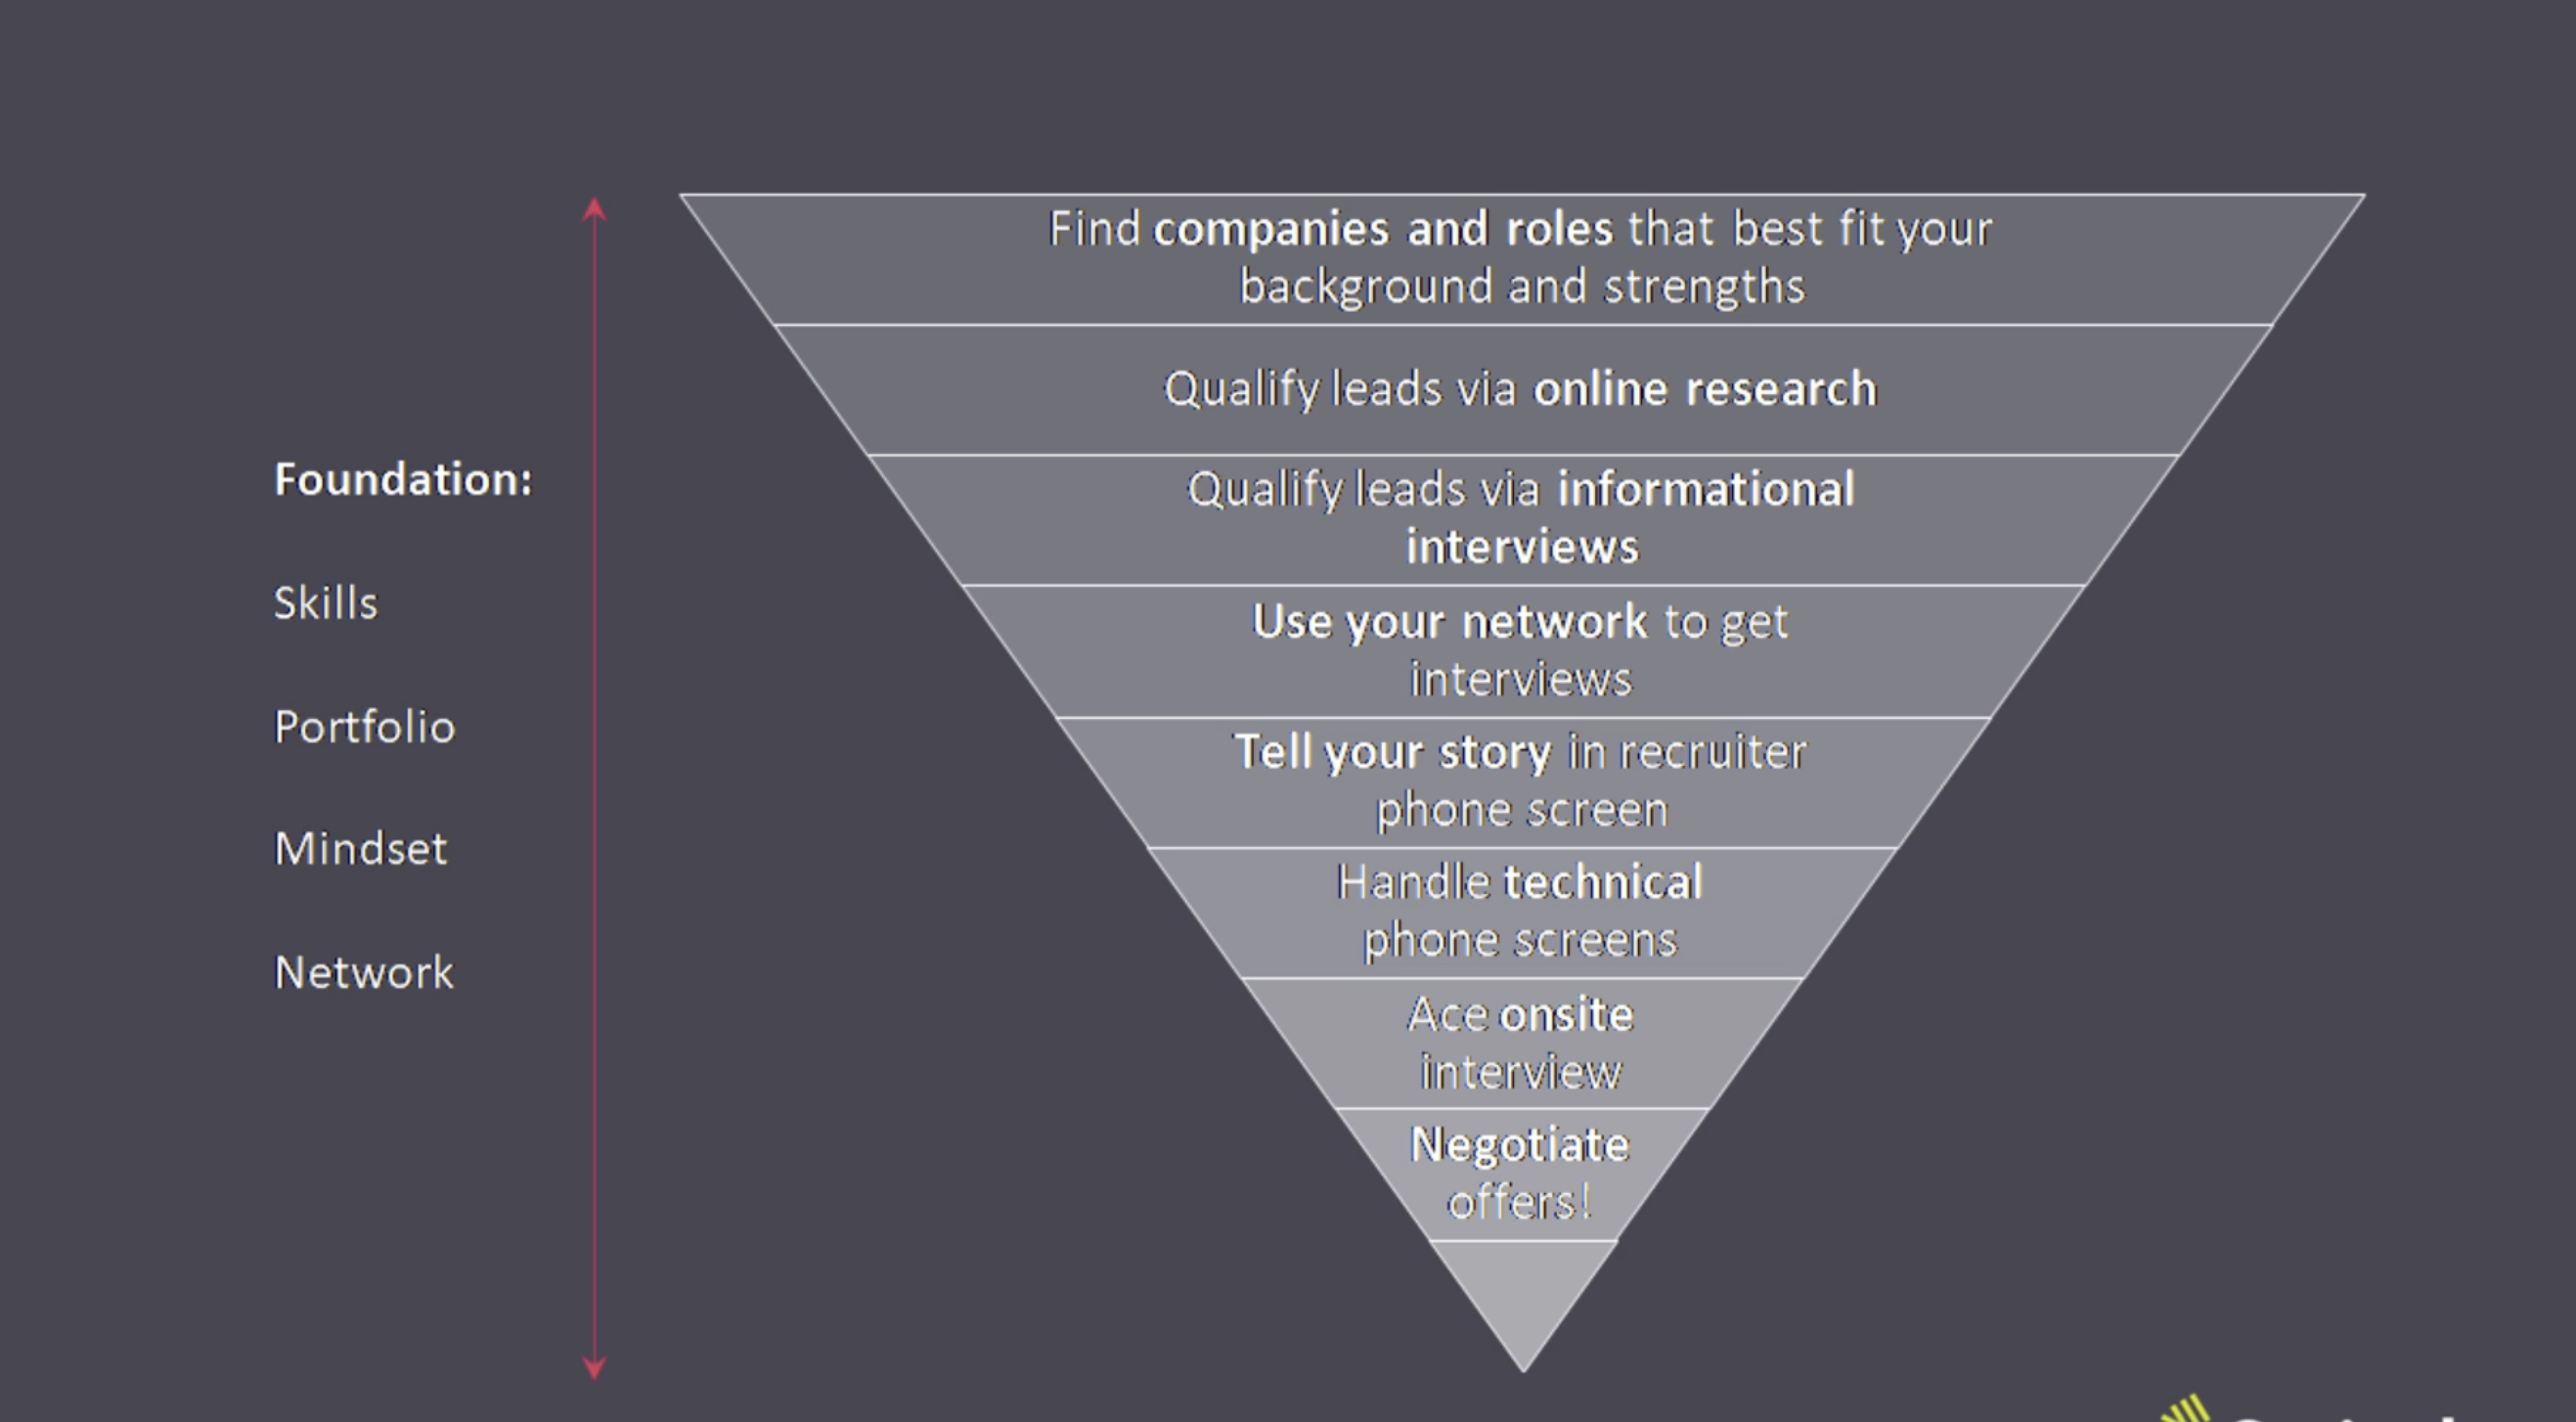 Find companies and roles that best fit your
background and strengths
Qualify leads via online research
Qualify leads via informational
interviews
Use your network to get
interviews
Tell your story in recruiter
phone screen
Handle technical
phone screens
Ace onsite
interview
Negotiate
offers!
Foundation:
Skills
Portfolio
Mindset
Network